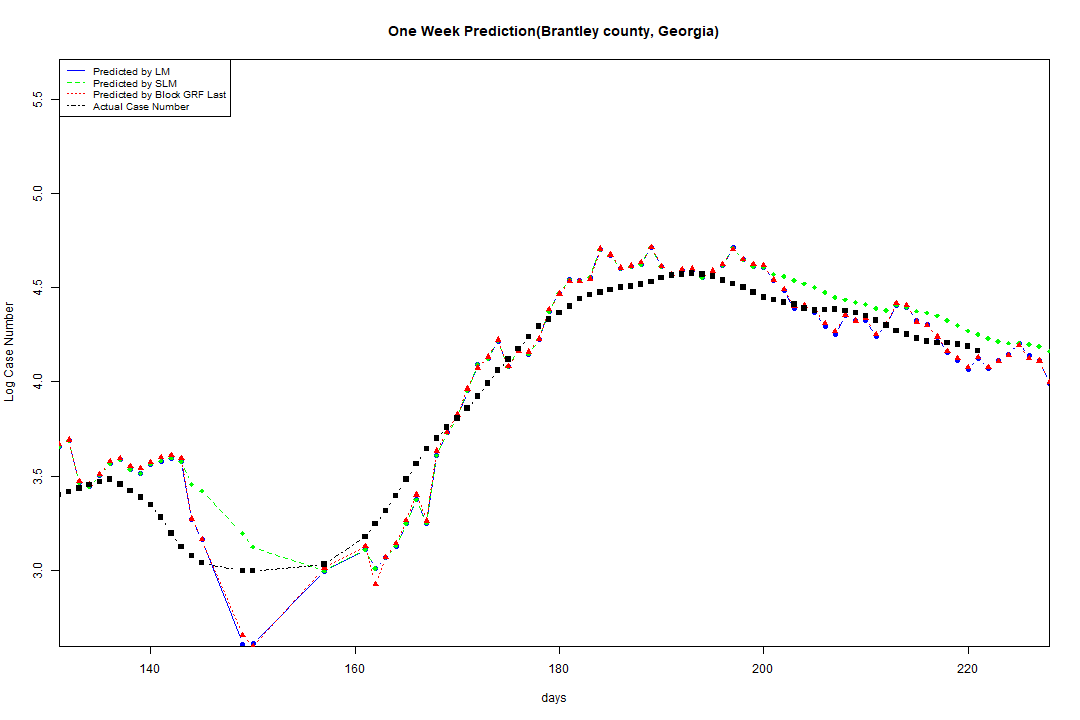 One Week Prediction(Brantley county, Georgia)
Predicted by LM
Predicted by SLM
Predicted by Block GRF Last
Actual Case Number
5.5
5.0
4.5
4.0
3.5
3.0
Log Case Number
140 160 180 200 220
days